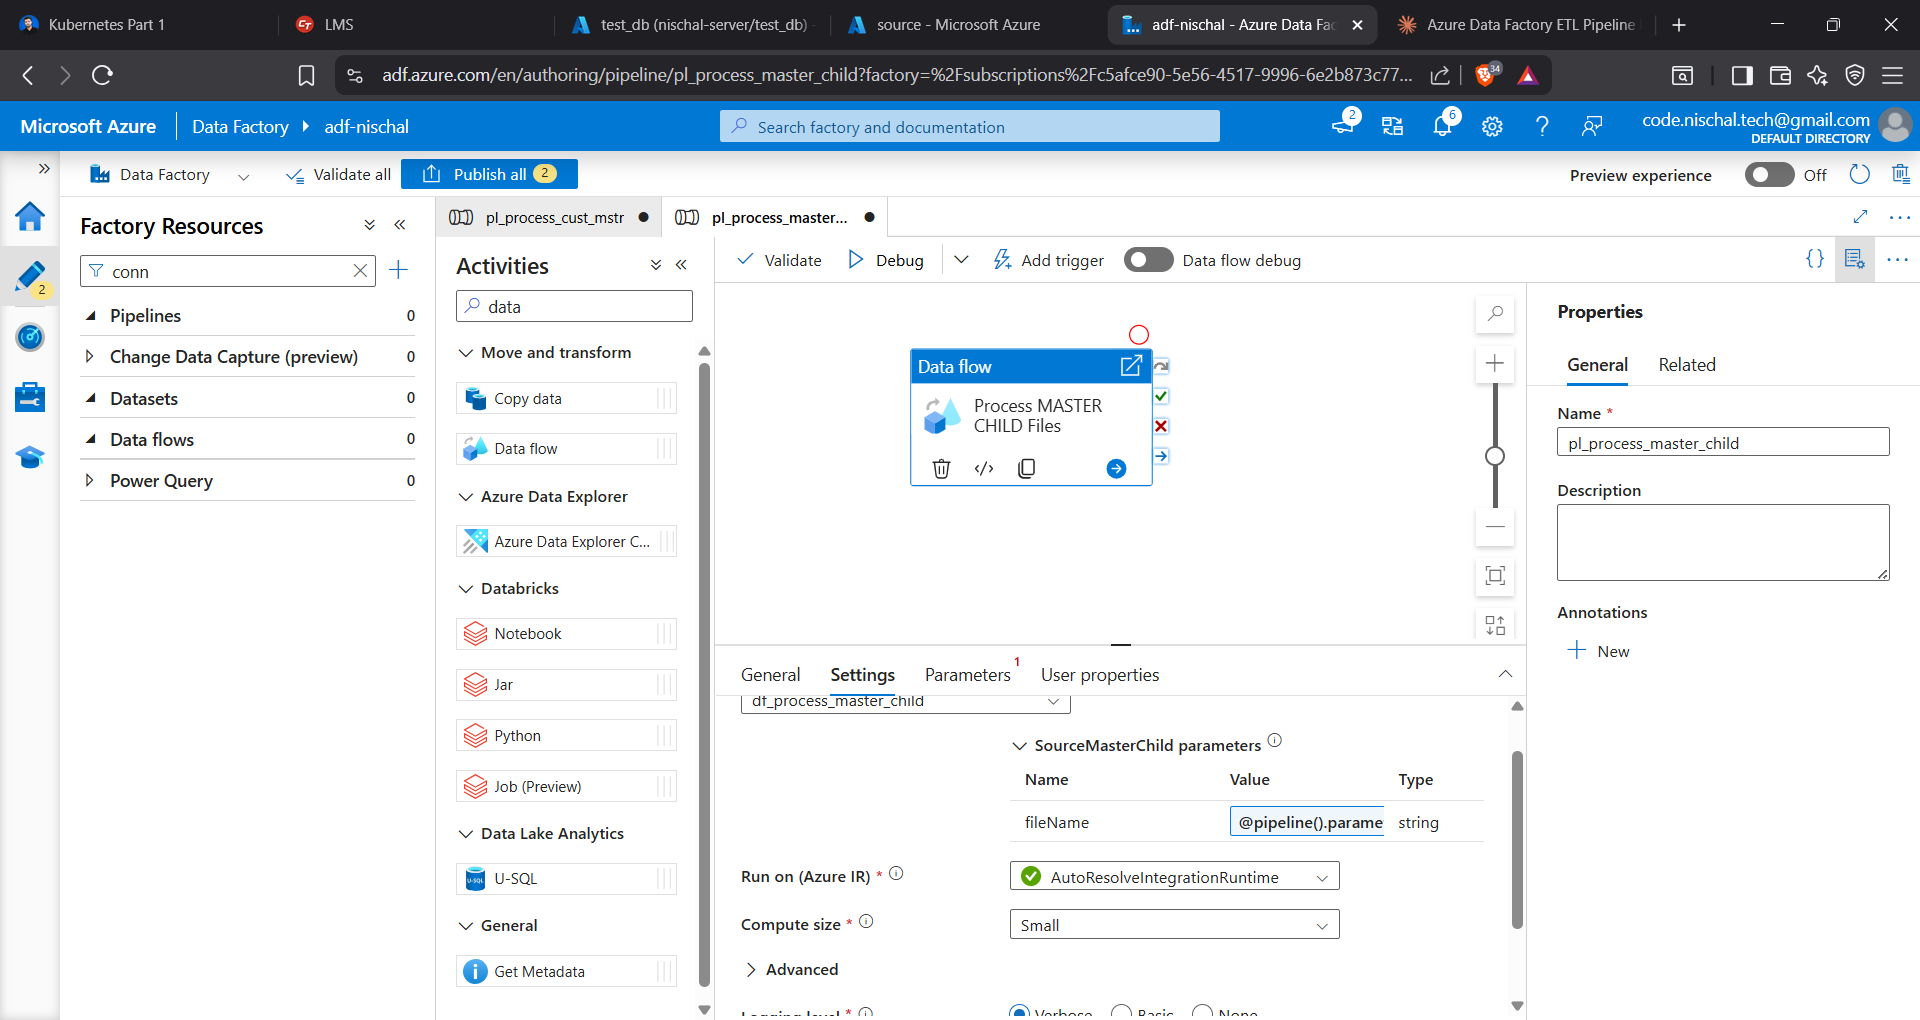 Kubernetes Part 1
LMS
test_db (nischal-server/test_db)
source - Microsoft Azure
adf-nischal - Azure Data Fac
Azure Data Factory ETL Pipeline
adf.azure.com/en/authoring/pipeline/pl_process_master_child?factory=%2Fsubscriptions%2Fc5afce90-5e56-4517-9996-6e2b873c77...
34
Microsoft Azure
Data Factory
adf-nischal
Search factory and documentation
2
6
code.nischal.tech@gmail.com
DEFAULT DIRECTORY
Data Factory
Validate all
Publish all 2
Preview experience
Off
2
Factory Resources
conn
Pipelines 0
Change Data Capture (preview) 0
Datasets 0
Data flows 0
Power Query 0
pl_process_cust_mstr
pl_process_master...
Activities
data
Move and transform
Copy data
Data flow
Azure Data Explorer
Azure Data Explorer C...
Databricks
Notebook
Jar
Python
Job (Preview)
Data Lake Analytics
U-SQL
U-SQL
General
Get Metadata
Validate
Debug
Add trigger
Data flow debug
{}
Data flow
Process MASTER
CHILD Files
General
Settings
Parameters 1
User properties
df_process_master_child
SourceMasterChild parameters
Name Value Type
fileName @pipeline().parame string
Run on (Azure IR) * AutoResolveIntegrationRuntime
Compute size * Small
Advanced
Logging level * Verbose Basic None
Properties
General
Related
Name *
pl_process_master_child
Description
Annotations
New